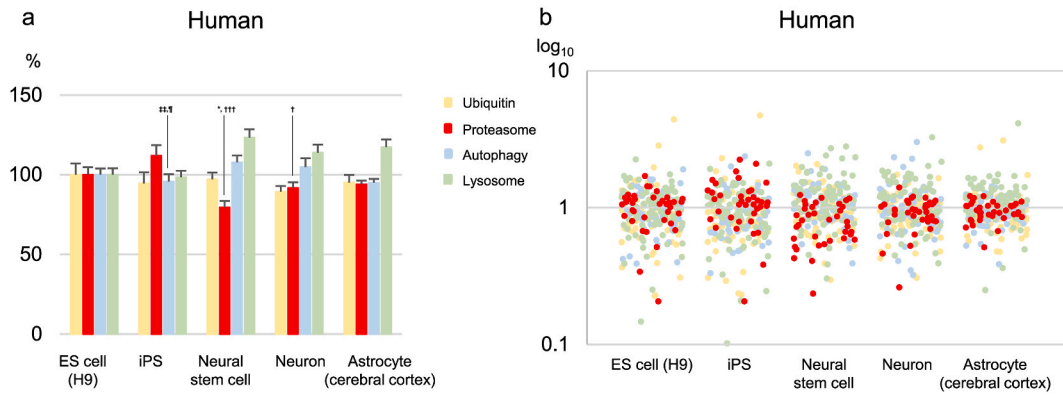 a
Human
%
150
100
50
0
‡‡,¶
*, †††
†
ES cell
(H9)
iPS
Neural
stem cell
Neuron
Astrocyte
(cerebral cortex)
Ubiquitin
Proteasome
Autophagy
Lysosome
b
Human
log10
10
1
0.1
ES cell (H9)
iPS
Neural
stem cell
Neuron
Astrocyte
(cerebral cortex)